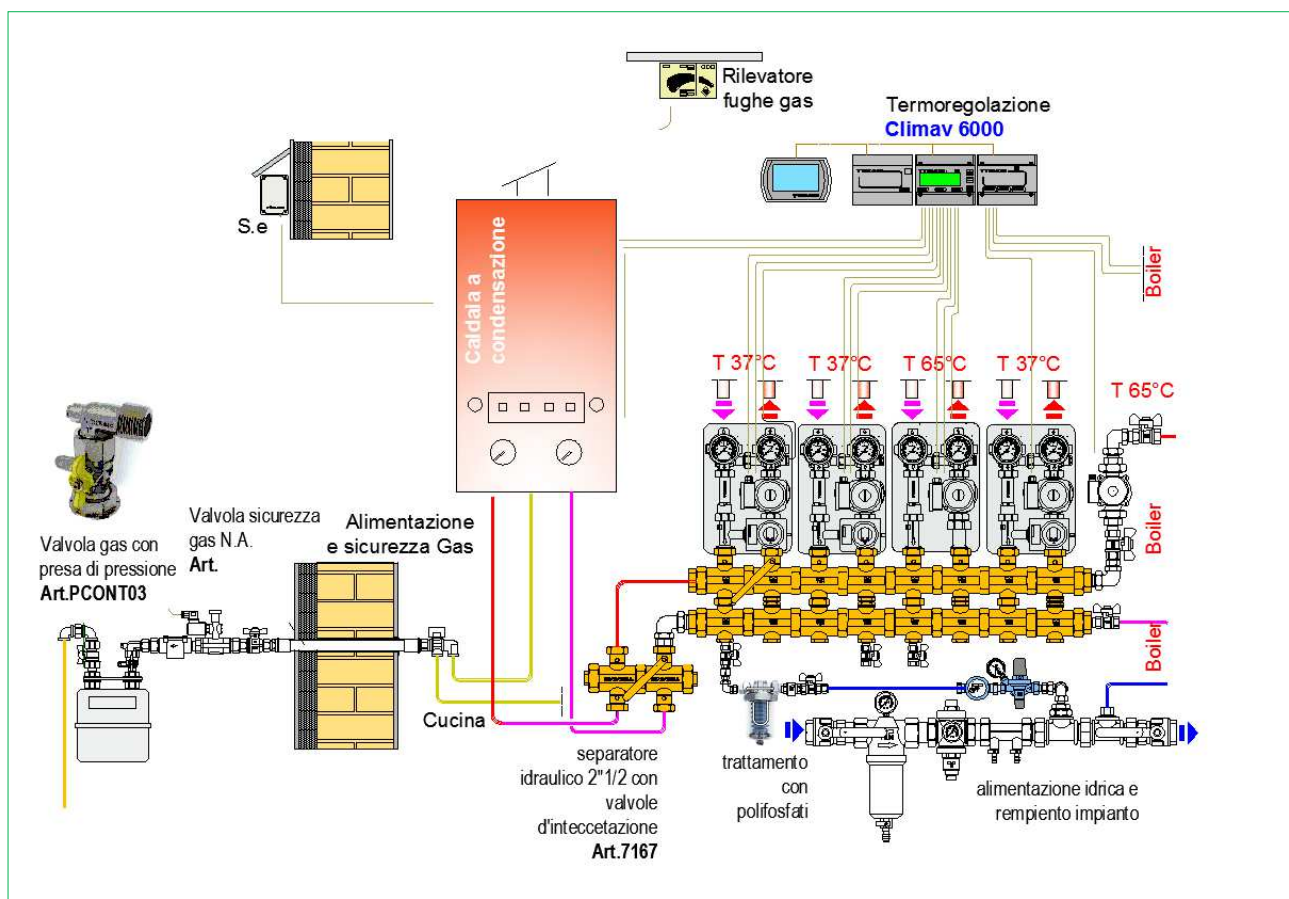 Rilevatore
fughe gas
Termoregolazione
Climav 6000
S.e
Caldaia a
condensazione
Boiler
T 37°C
T 37°C
T 65°C
T 37°C
T 65°C
Valvola gas con
presa di pressione
Art.PCONT03
Valvola sicurezza
gas N.A.
Art.
Alimentazione
e sicurezza Gas
Boiler
Boiler
Cucina
separatore
idraulico 2"1/2 con
valvole
d'inteccetazione
Art.7167
trattamento
con
polifosfati
alimentazione idrica e
rempiento impianto